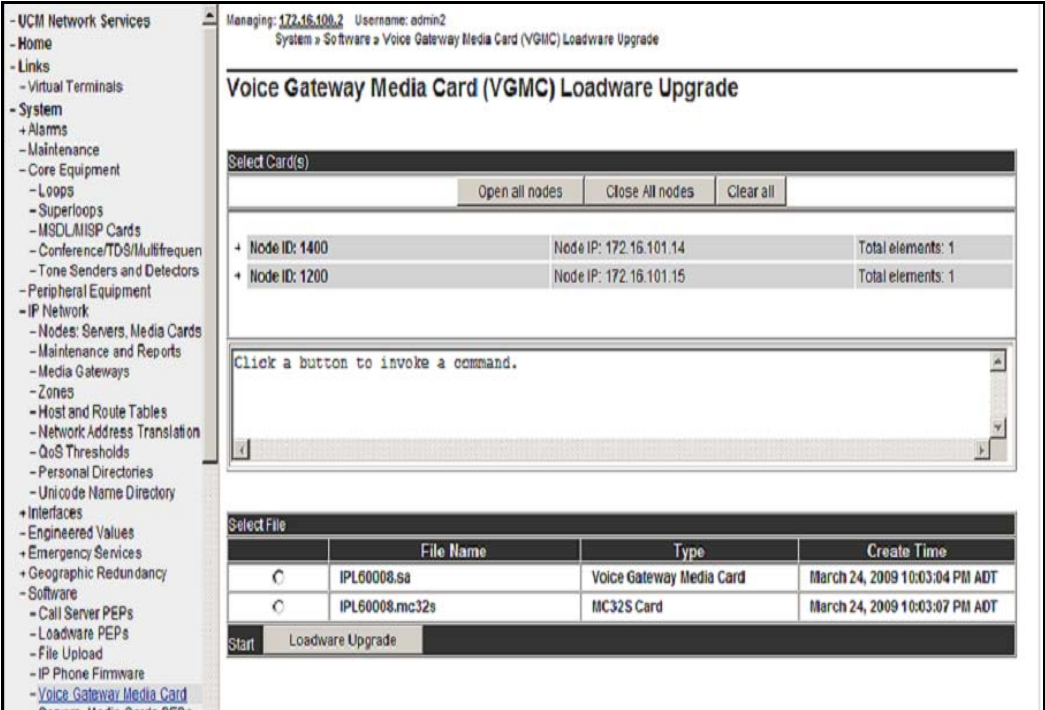 - UCM Network Services
- Home
- Links
- Virtual Terminals
- System
+ Alarms
- Maintenance
- Core Equipment
- Loops
- Superloops
- MSDL/MISP Cards
- Conference/TDS/Multifrequen
- Tone Senders and Detectors
- Peripheral Equipment
- IP Network
- Nodes: Servers, Media Cards
- Maintenance and Reports
- Media Gateways
- Zones
- Host and Route Tables
- Network Address Translation
- QoS Thresholds
- Personal Directories
- Unicode Name Directory
+ Interfaces
- Engineered Values
+ Emergency Services
+ Geographic Redundancy
- Software
- Call Server PEPs
- Loadware PEPs
- File Upload
- IP Phone Firmware
- Voice Gateway Media Card
Managing: 172.16.100.2 Username: admin2
System » Software » Voice Gateway Media Card (VGMC) Loadware Upgrade
Voice Gateway Media Card (VGMC) Loadware Upgrade
Select Card(s)
Open all nodes Close All nodes Clear all
+ Node ID: 1400 Node IP: 172.16.101.14 Total elements: 1
+ Node ID: 1200 Node IP: 172.16.101.15 Total elements: 1
Click a button to invoke a command.
Select File
File Name Type Create Time
IPL60008.sa Voice Gateway Media Card March 24, 2009 10:03:04 PM ADT
IPL60008.mc32s MC32S Card March 24, 2009 10:03:07 PM ADT
Start Loadware Upgrade